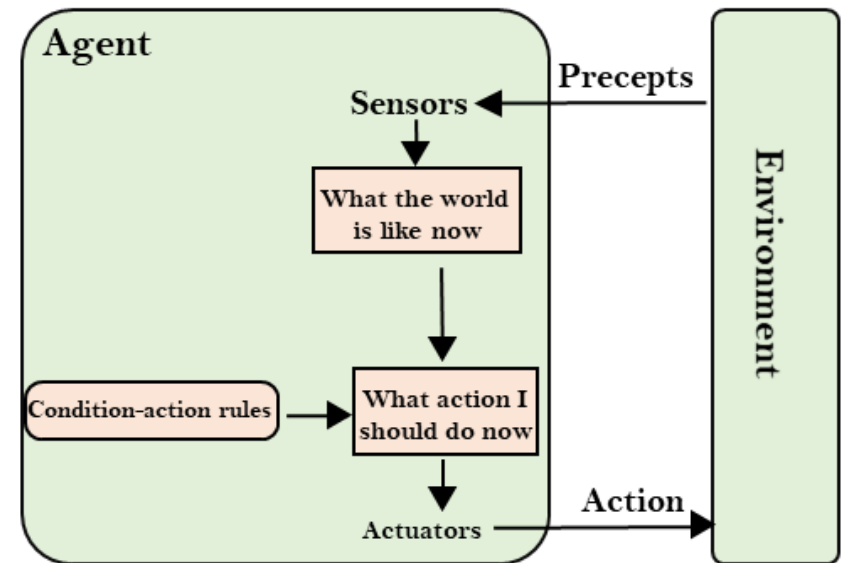 Agent
Precepts
Sensors
What the world
is like now
Environment
Condition-action rules
What action I
should do now
Action
Actuators